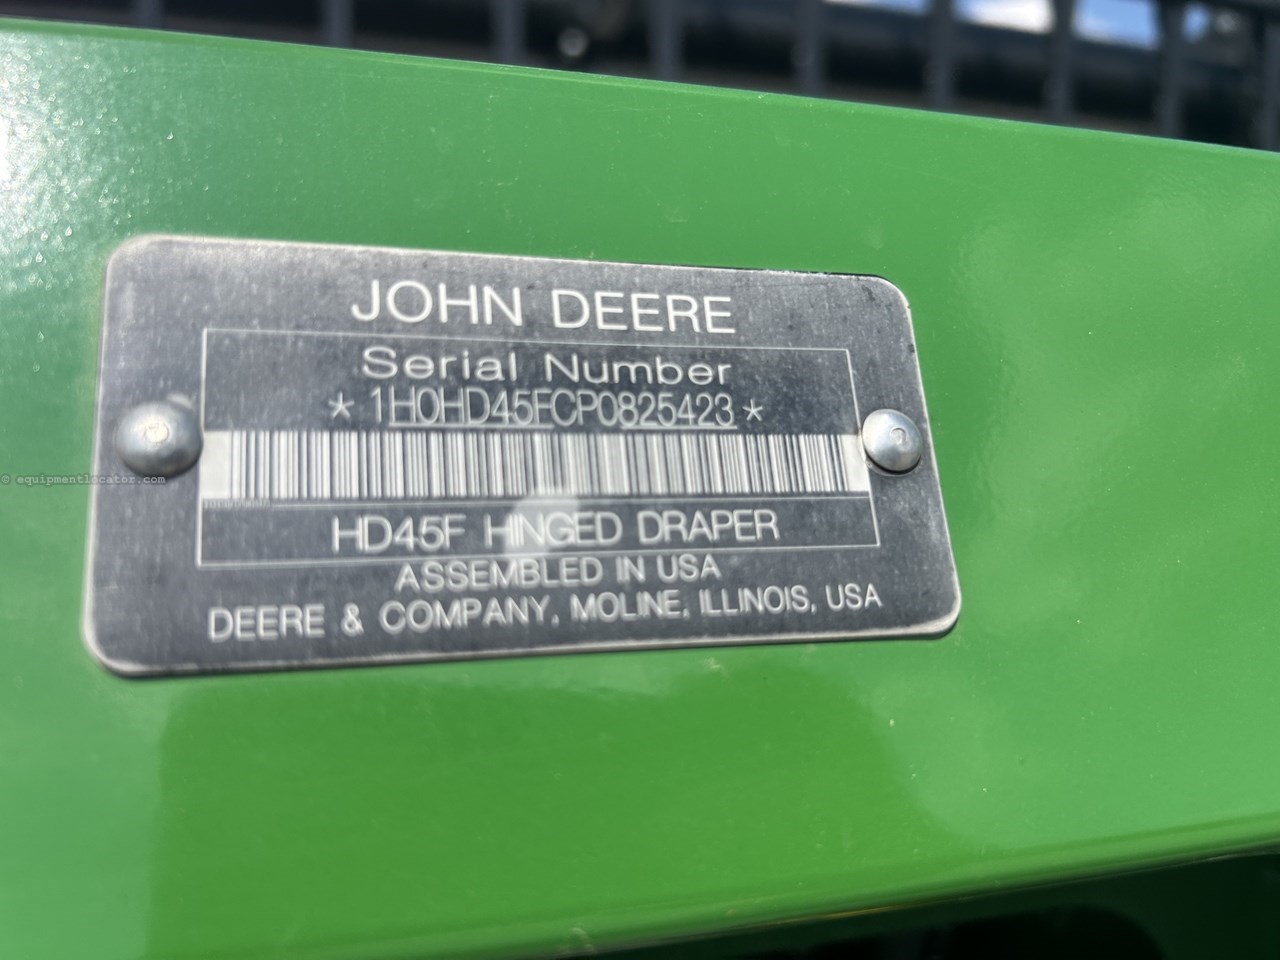 JOHN DEERE
Serial Number
* 1H0HD45FCP0825423 *
HD45F HINGED DRAPER
ASSEMBLED IN USA
DEERE & COMPANY, MOLINE, ILLINOIS, USA
© equipmentlocator.com